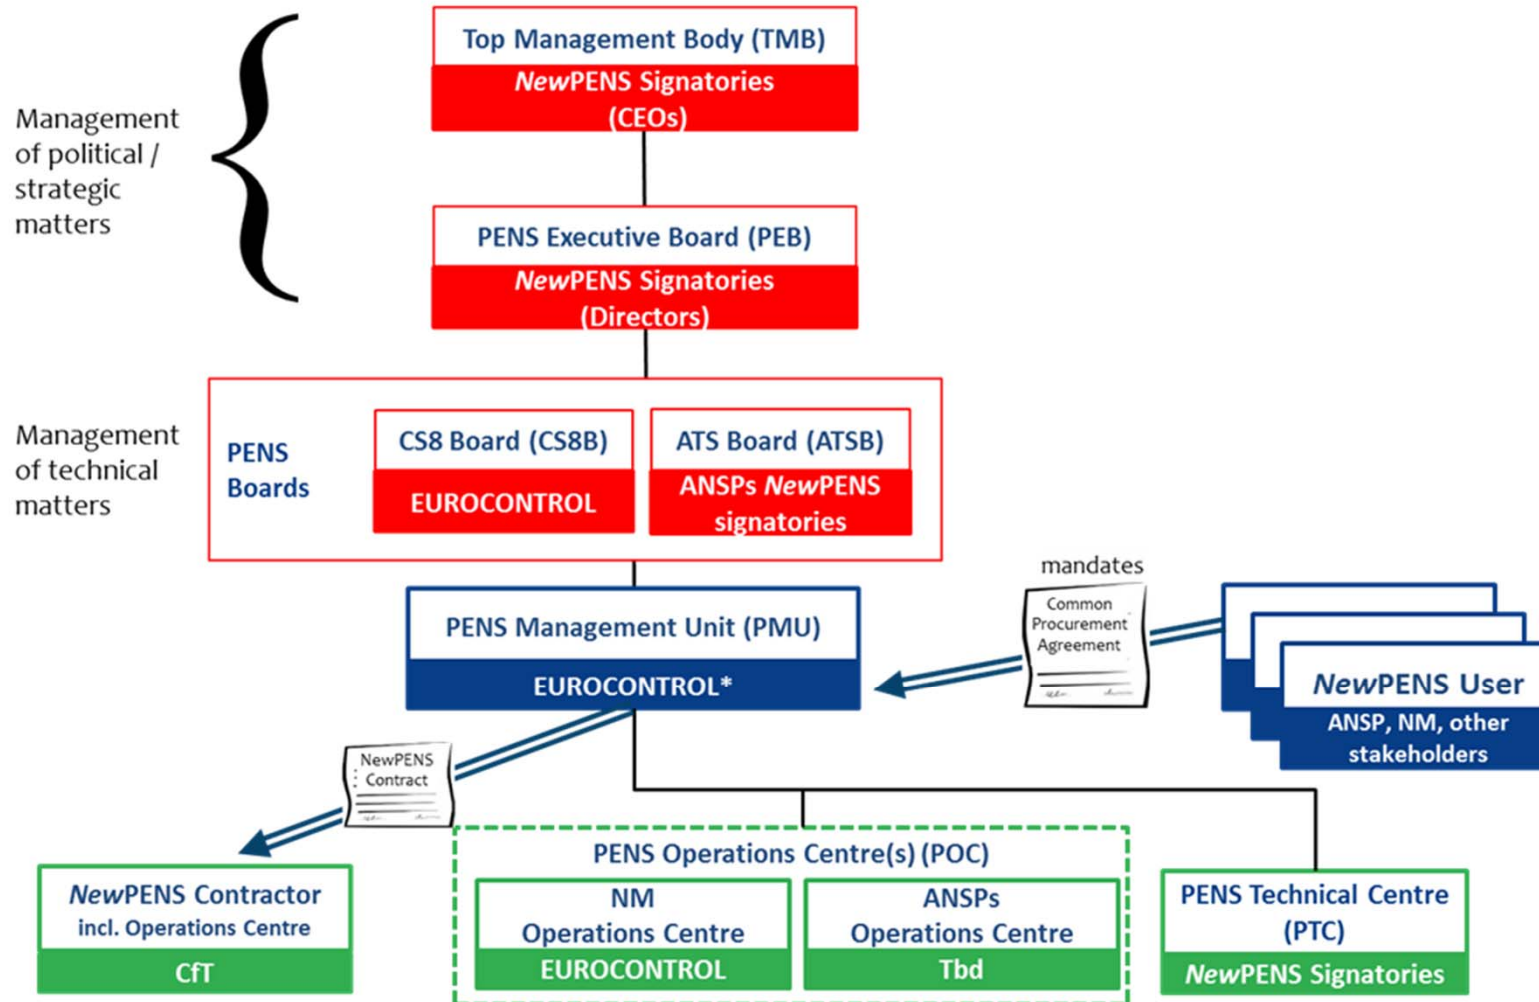 Top Management Body (TMB)
NewPENS Signatories
(CEOs)
Management
of political /
strategic
matters
PENS Executive Board (PEB)
NewPENS Signatories
(Directors)
Management
of technical
matters
PENS
Boards
CS8 Board (CS8B)
EUROCONTROL
ATS Board (ATSB)
ANSPs NewPENS
signatories
mandates
Common
Procurement
Agreement
PENS Management Unit (PMU)
EUROCONTROL*
NewPENS User
ANSP, NM, other
stakeholders
NewPENS
: Contract
NewPENS Contractor
incl. Operations Centre
CfT
PENS Operations Centre(s) (POC)
NM
Operations Centre
EUROCONTROL
ANSPs
Operations Centre
Tbd
PENS Technical Centre
(PTC)
NewPENS Signatories